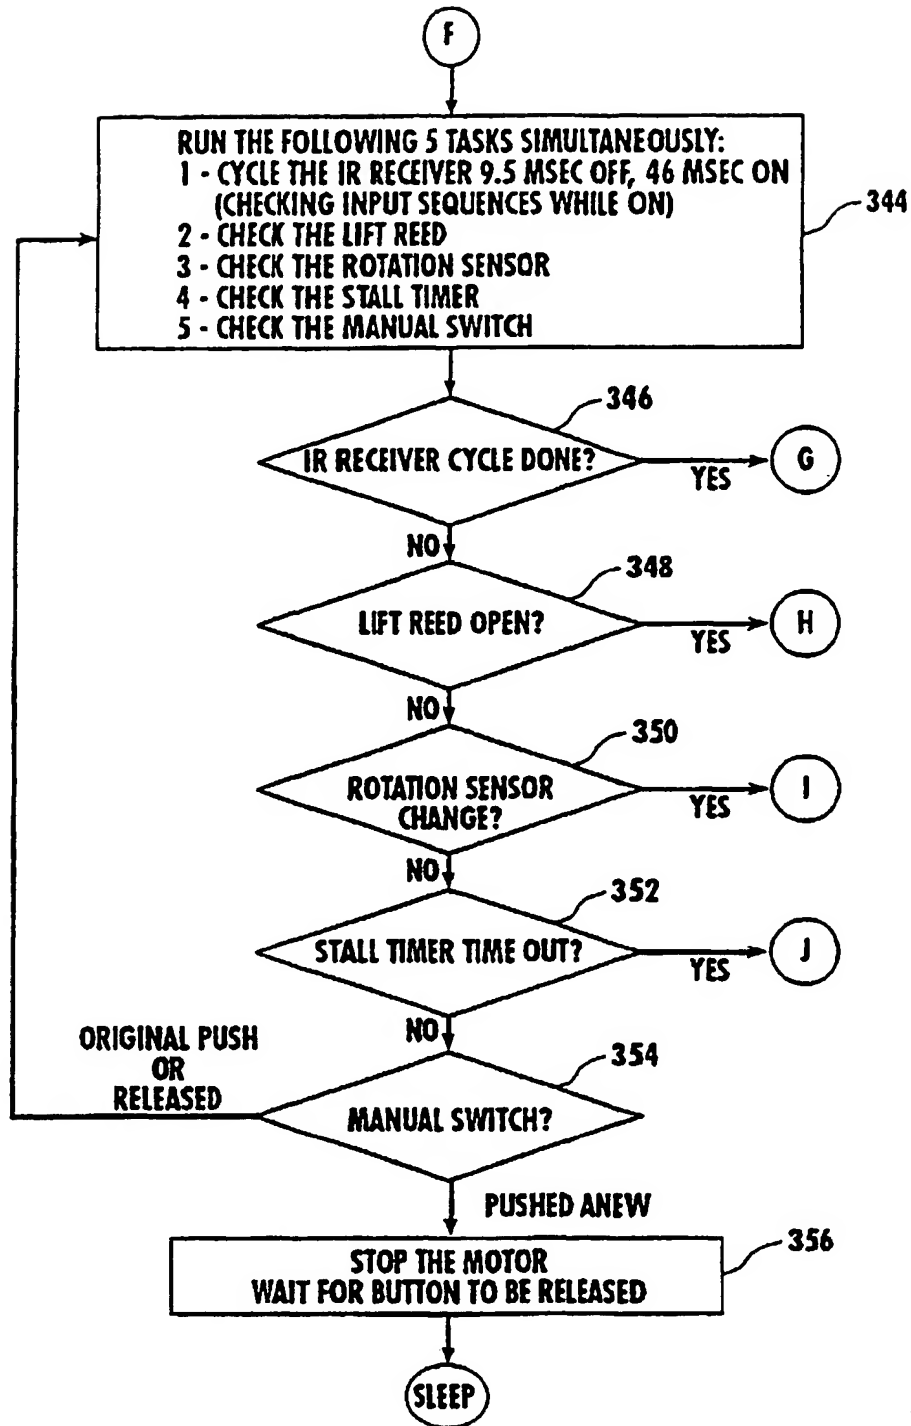 F
RUN THE FOLLOWING 5 TASKS SIMULTANEOUSLY:
1 - CYCLE THE IR RECEIVER 9.5 MSEC OFF, 46 MSEC ON
(CHECKING INPUT SEQUENCES WHILE ON)
2 - CHECK THE LIFT REED
3 - CHECK THE ROTATION SENSOR
4 - CHECK THE STALL TIMER
5 - CHECK THE MANUAL SWITCH
344
346
IR RECEIVER CYCLE DONE?
YES
G
NO
348
LIFT REED OPEN?
YES
H
NO
350
ROTATION SENSOR
CHANGE?
YES
I
NO
352
STALL TIMER TIME OUT?
YES
J
NO
ORIGINAL PUSH
OR
RELEASED
354
MANUAL SWITCH?
PUSHED ANEW
356
STOP THE MOTOR
WAIT FOR BUTTON TO BE RELEASED
SLEEP